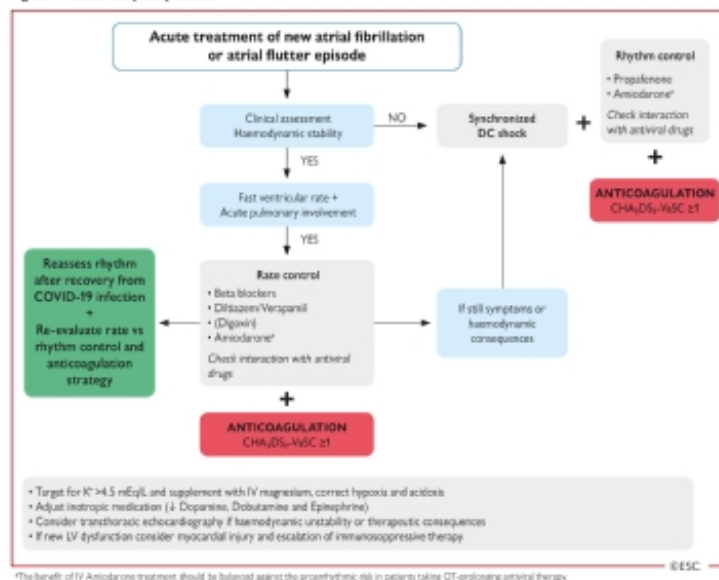 Acute treatment of new atrial fibrillation
or atrial flutter episode
Clinical assessment
Haemodynamic stability
NO
Synchronized
DC shock
+
Rhythm control
• Propafenone
• Amiodaroneª
Check interaction
with antiviral drugs
+
ANTICOAGULATION
CHA₂DS₂-VaSC ≥1
YES
Fast ventricular rate +
Acute pulmonary involvement
YES
Reassess rhythm
after recovery from
COVID-19 infection
+
Re-evaluate rate vs
rhythm control and
anticoagulation
strategy
Rate control
• Beta blockers
• Diltiazem/Verapamil
• (Digoxin)
• Amiodaroneª
Check interaction with antiviral
drugs
If still symptoms or
haemodynamic
consequences
+
ANTICOAGULATION
CHA₂DS₂-VaSC ≥1
• Target for K⁺ >4.5 mEq/L and supplement with IV magnesium, correct hypoxia and acidosis
• Adjust inotropic medication (↓ Dopamine, Dobutamine and Epinephrine)
• Consider transthoracic echocardiography if haemodynamic unstability or therapeutic consequences
• If new LV dysfunction consider myocardial injury and escalation of immunosuppressive therapy
©ESC
ªThe benefit of IV Amiodarone treatment should be balanced against the proarrhythmic risk in patients taking QT-prolonging antiviral therapy.